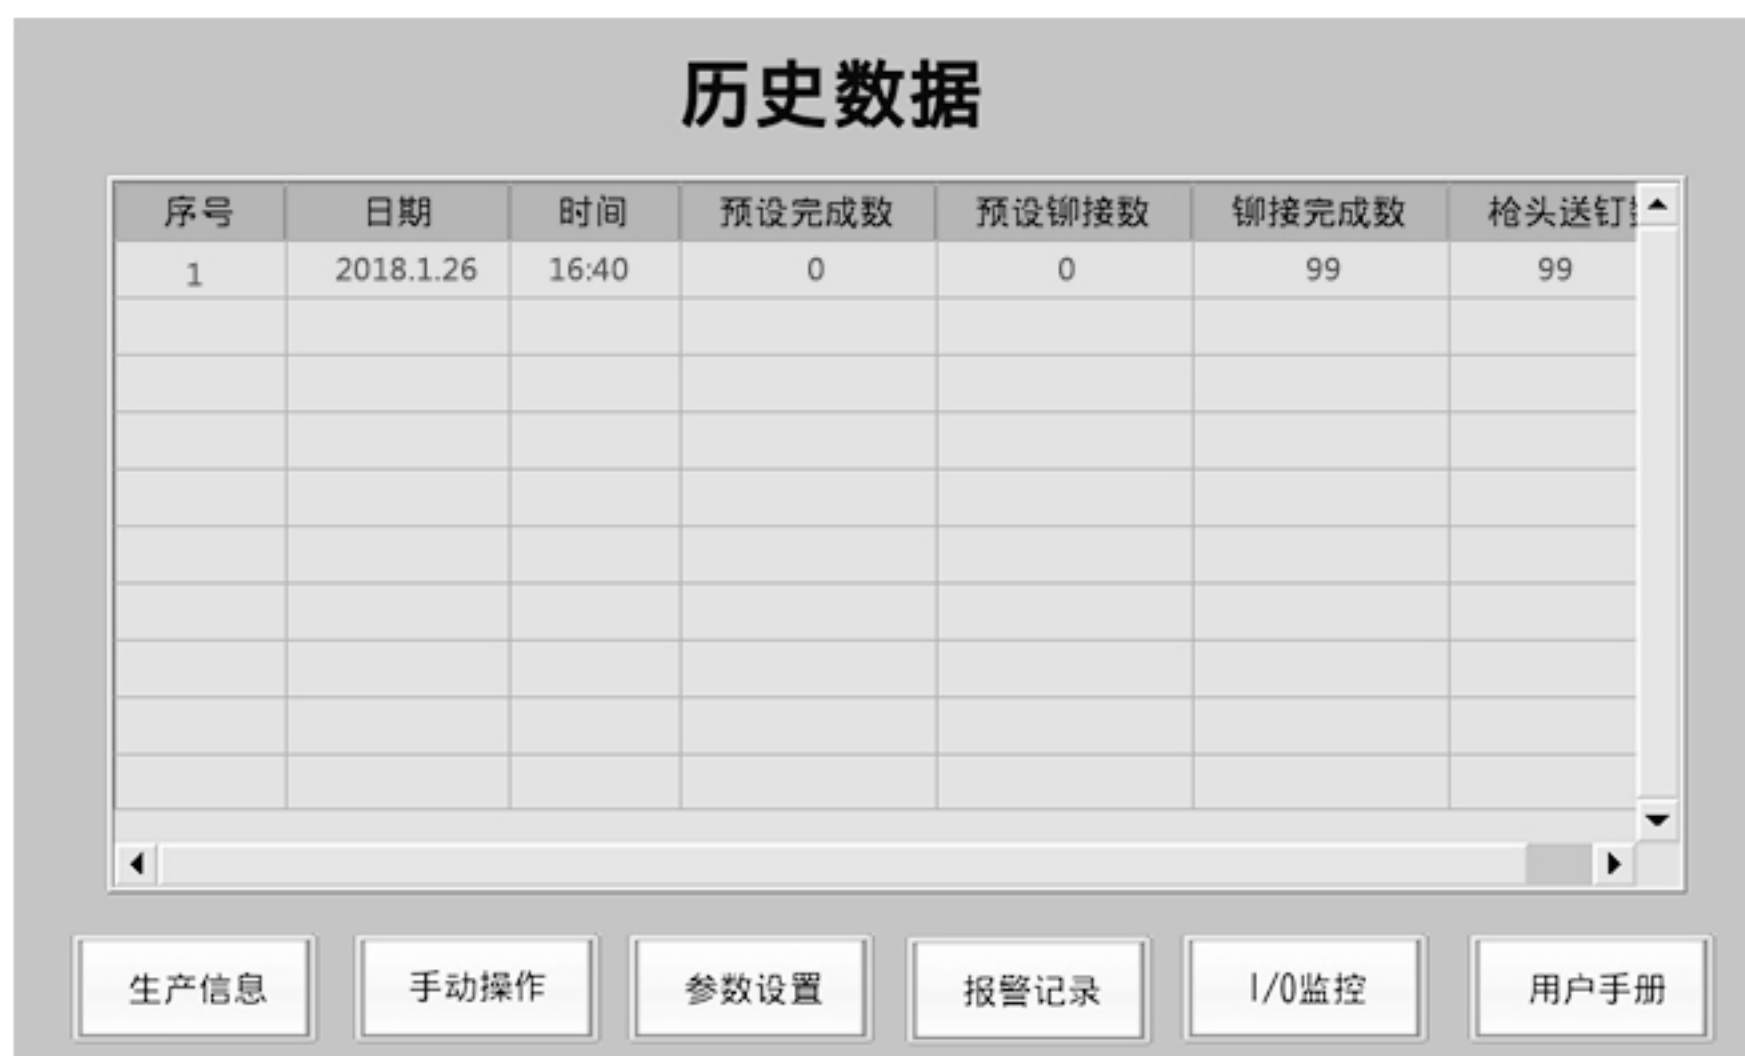 历史数据
序号 日期 时间 预设完成数 预设铆接数 铆接完成数 枪头送钉
1 2018.1.26 16:40 0 0 99 99
生产信息 手动操作 参数设置 报警记录 I/O监控 用户手册